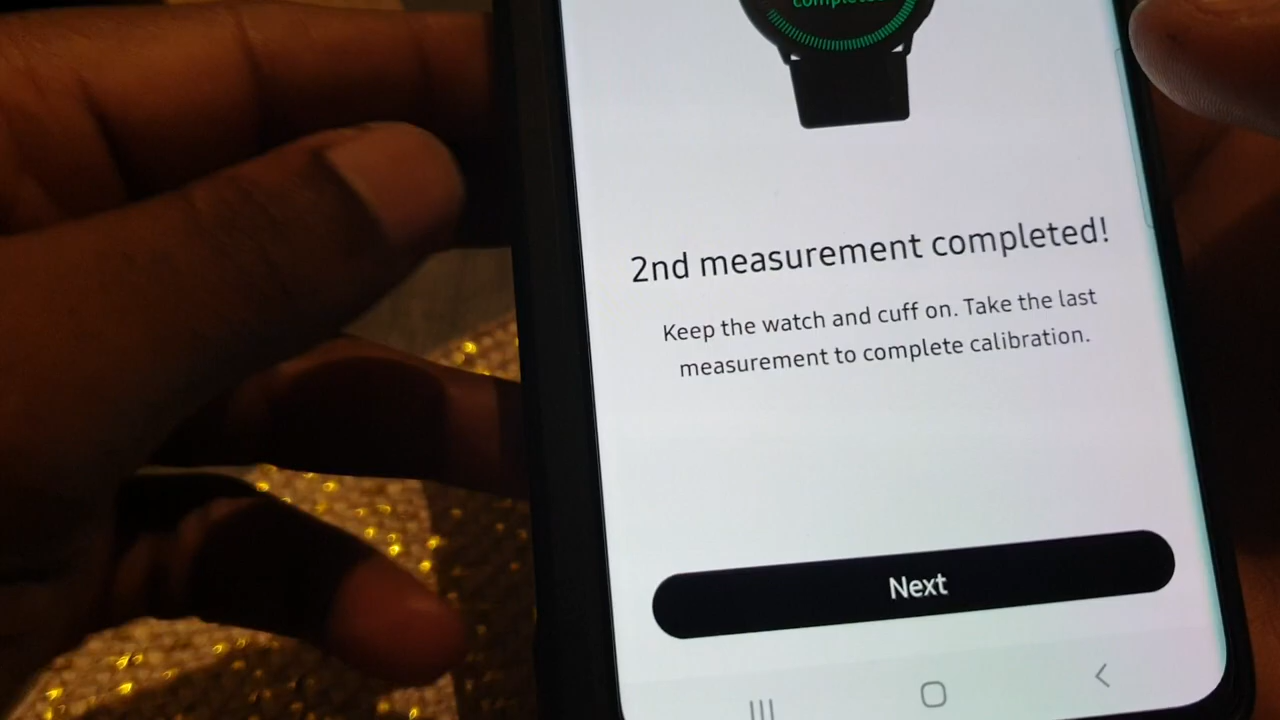 2nd measurement completed!
Keep the watch and cuff on. Take the last
measurement to complete calibration.
Next